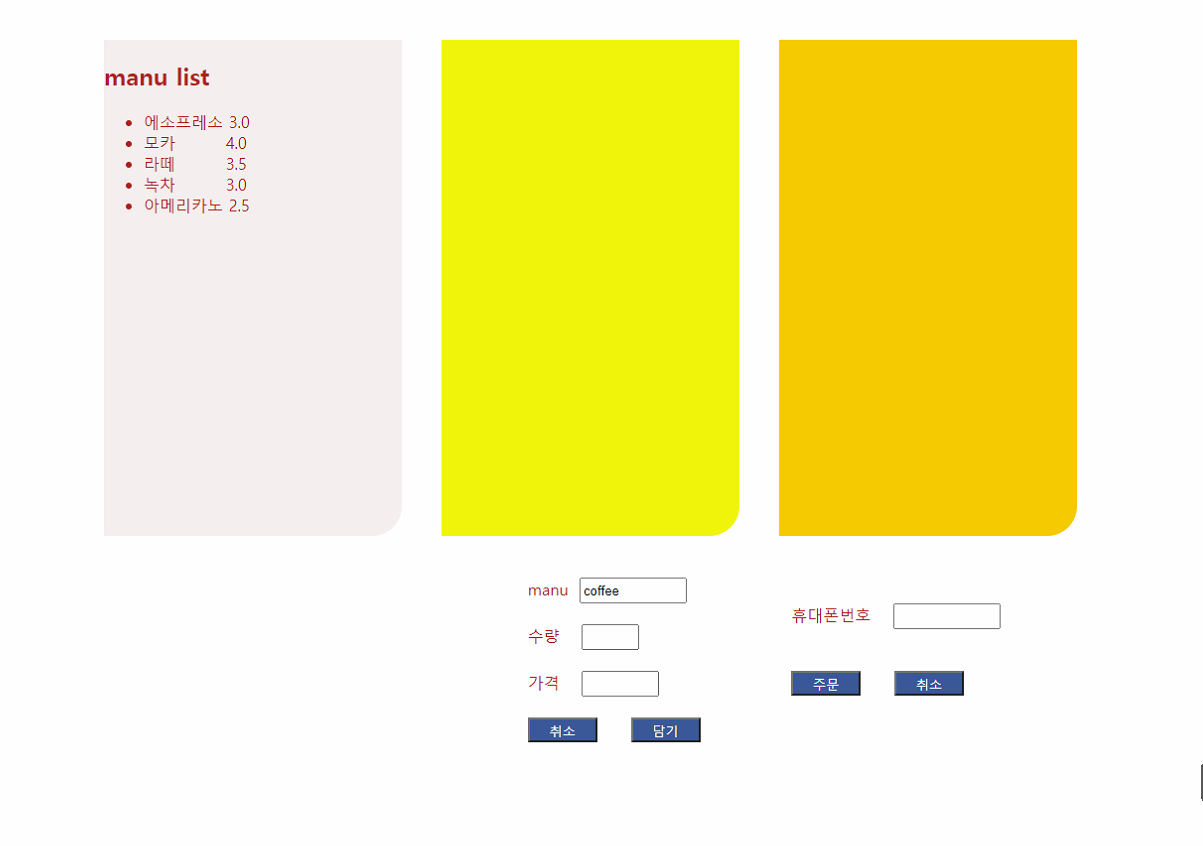 manu list
에소프레소 3.0
모카 4.0
라떼 3.5
녹차 3.0
아메리카노 2.5
manu coffee
수량
가격
취소 담기
휴대폰번호
주문 취소